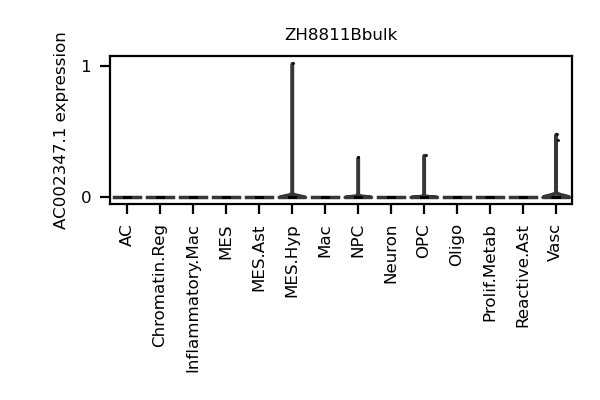 ZH8811Bbulk
AC002347.1 expression
1
0
AC
Chromatin.Reg
Inflammatory.Mac
MES
MES.Ast
MES.Hyp
Mac
NPC
Neuron
OPC
Oligo
Prolif.Metab
Reactive.Ast
Vasc